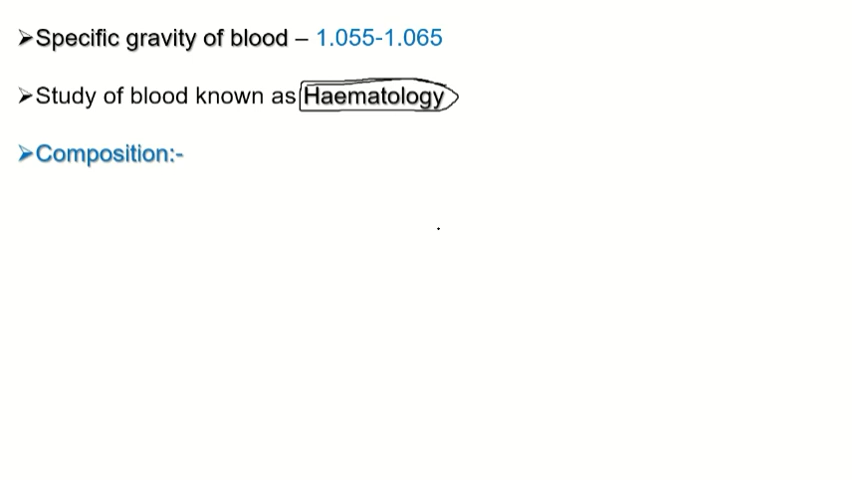 ➢Specific gravity of blood – 1.055-1.065
➢Study of blood known as Haematology
➢Composition:-